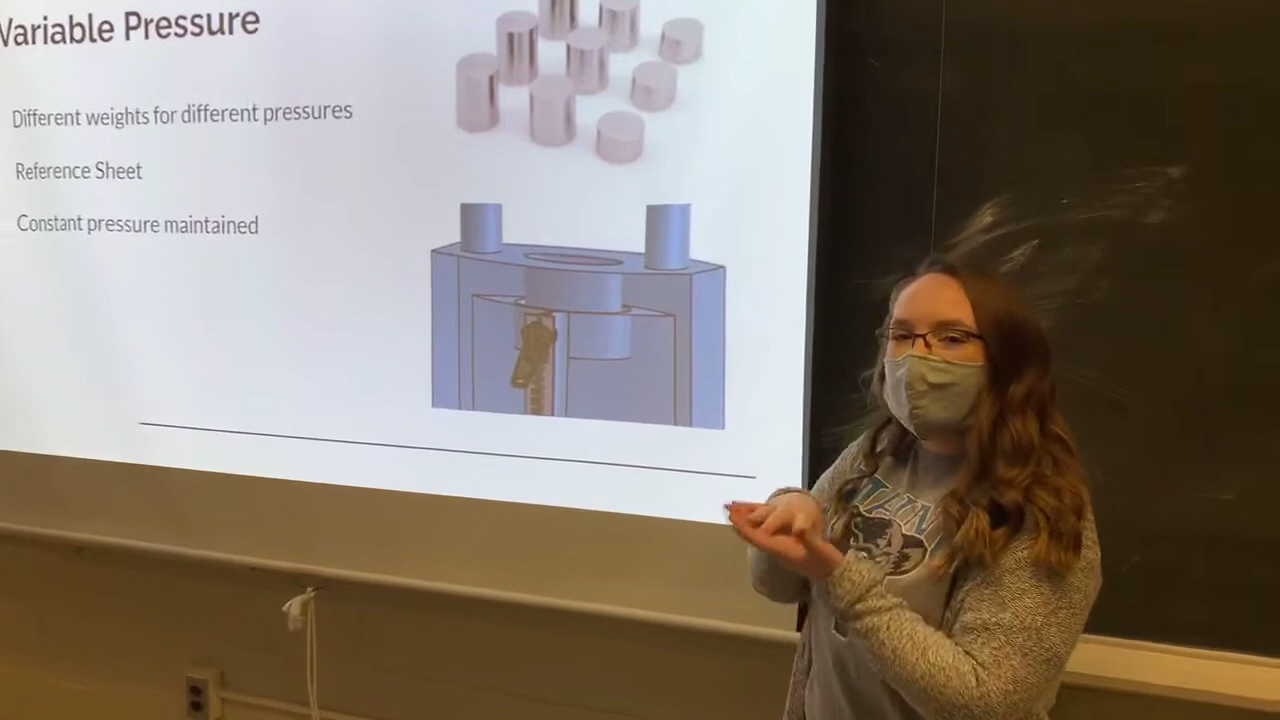 Variable Pressure
Different weights for different pressures
Reference Sheet
Constant pressure maintained